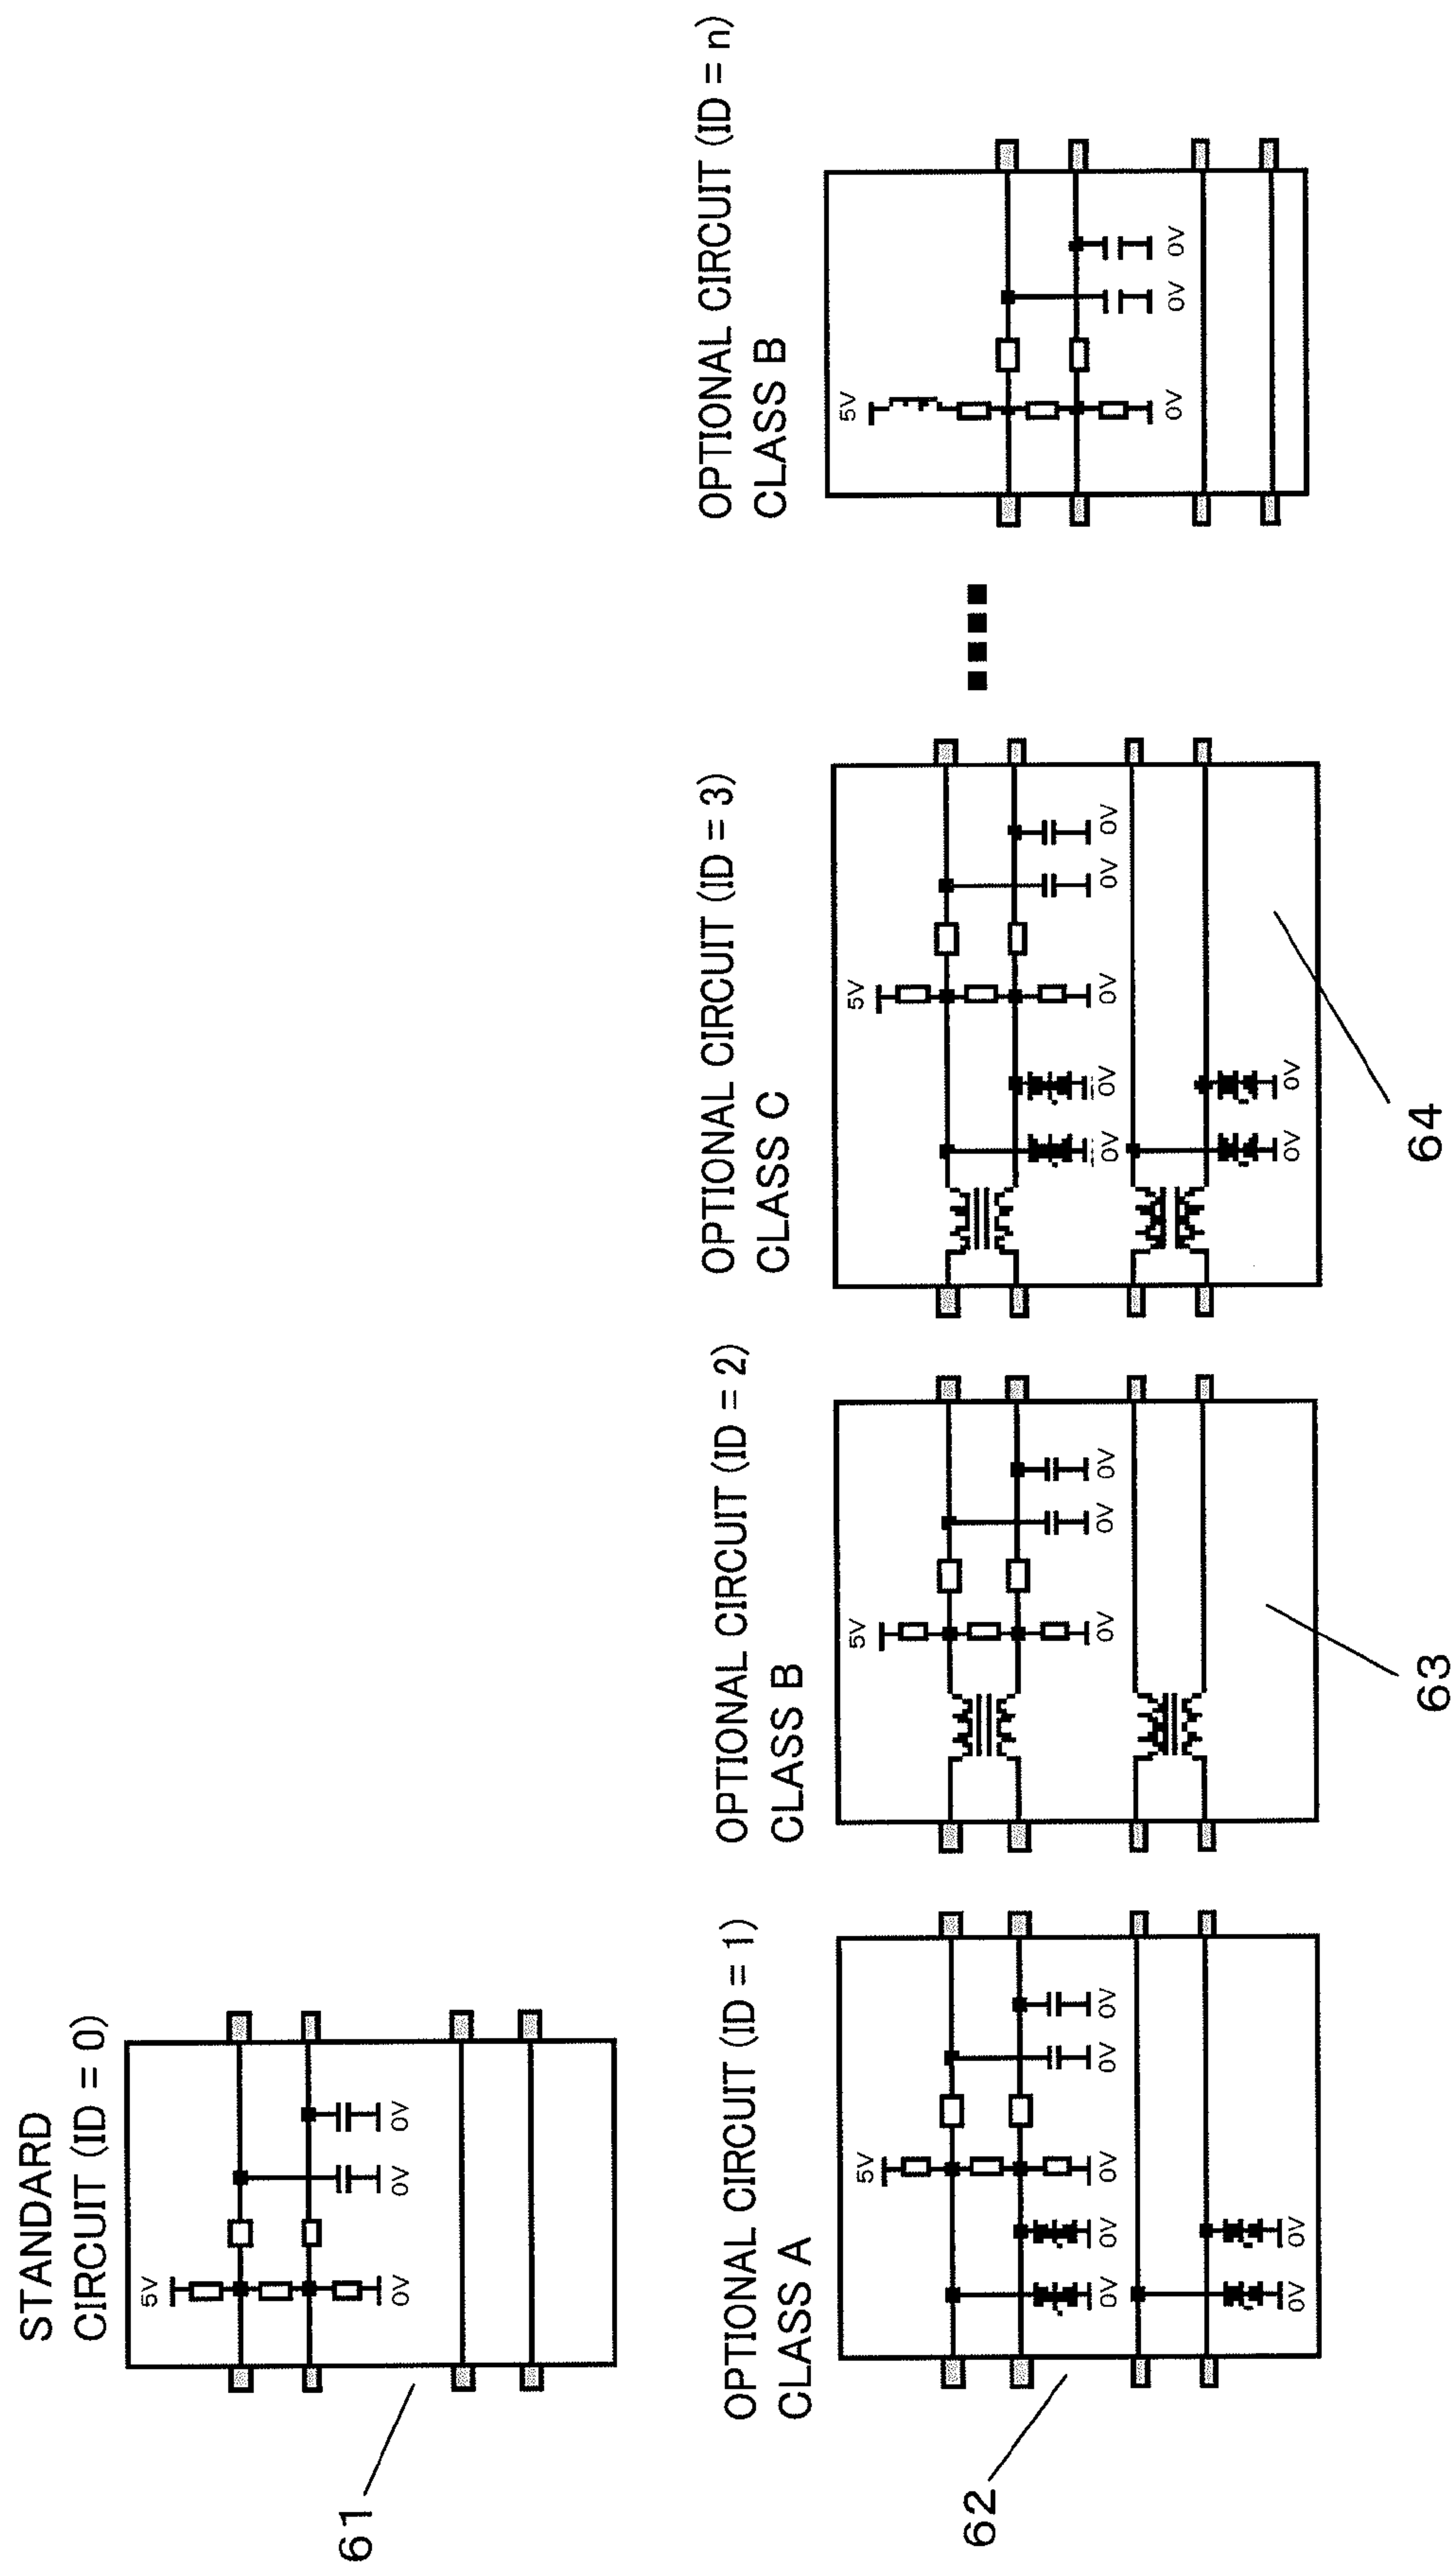 STANDARD
CIRCUIT (ID = 0)
5V
0V
0V
0V
61
OPTIONAL CIRCUIT (ID = 1)
CLASS A
5V
0V
0V
0V
0V
0V
0V
0V
62
OPTIONAL CIRCUIT (ID = 2)
CLASS B
5V
0V
0V
0V
63
OPTIONAL CIRCUIT (ID = 3)
CLASS C
5V
0V
0V
0V
0V
0V
0V
0V
64
OPTIONAL CIRCUIT (ID = n)
CLASS B
5V
0V
0V
0V